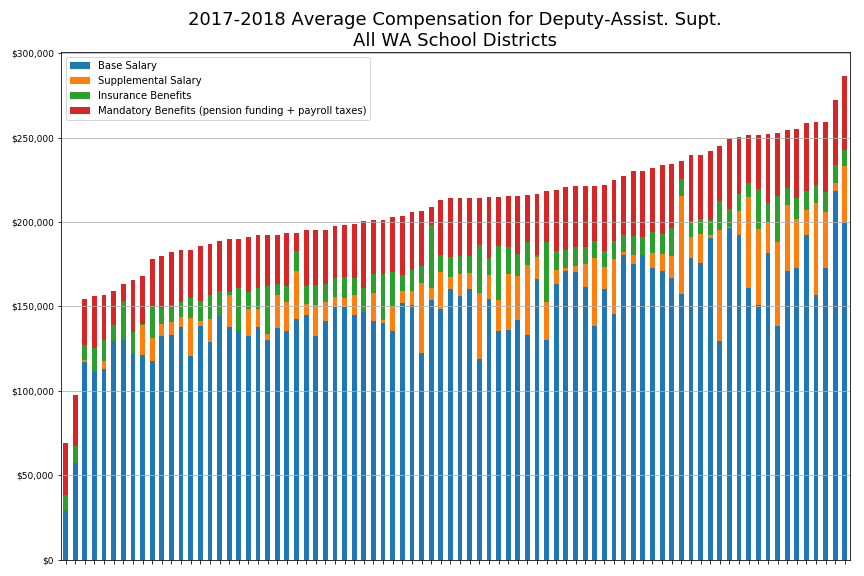 2017-2018 Average Compensation for Deputy-Assist. Supt.
All WA School Districts
$300,000
Base Salary
Supplemental Salary
Insurance Benefits
Mandatory Benefits (pension funding + payroll taxes)
$250,000
$200,000
$150,000
$100,000
$50,000
$0